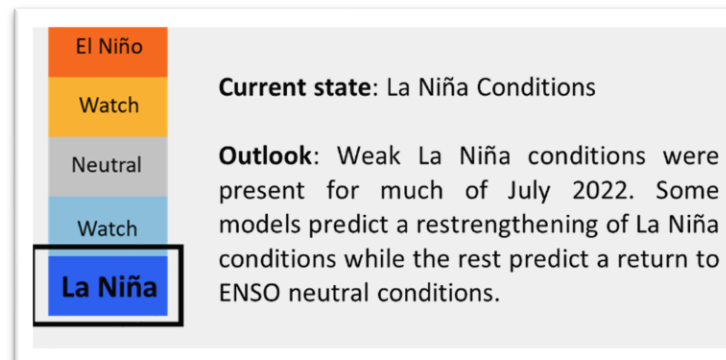 El Niño
Watch
Neutral
Watch
La Niña
Current state: La Niña Conditions
Outlook: Weak La Niña conditions were
present for much of July 2022. Some
models predict a restrengthening of La Niña
conditions while the rest predict a return to
ENSO neutral conditions.